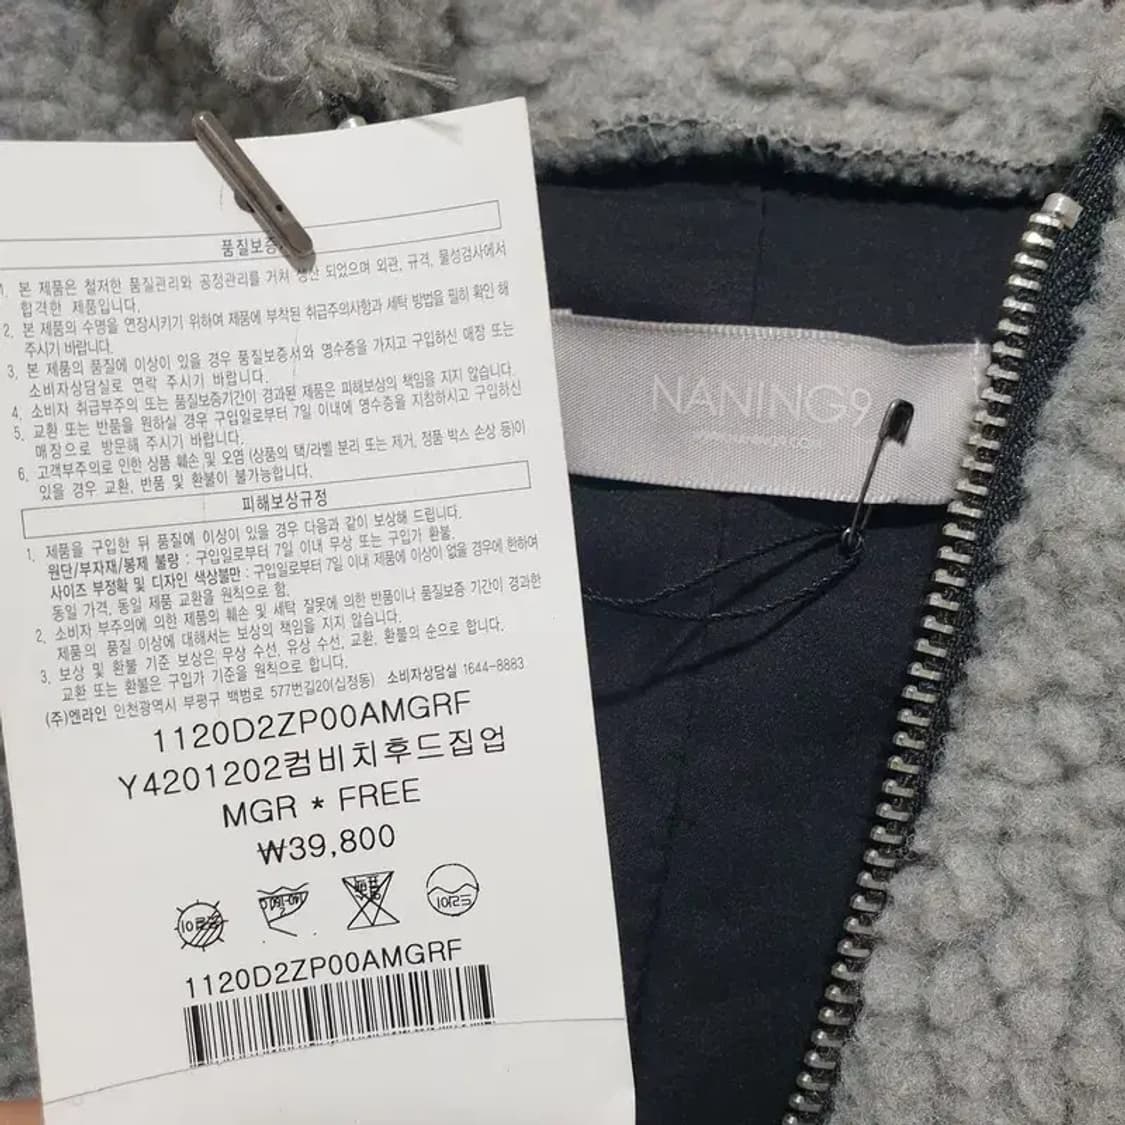 품질보증
1. 본 제품은 철저한 품질관리와 공정관리를 거쳐 생산 되었으며 외관, 규격, 물성검사에서
합격한 제품입니다.
2. 본 제품의 수명을 연장시키기 위하여 제품에 부착된 취급주의사항과 세탁 방법을 필히 확인 해
주시기 바랍니다.
3. 본 제품의 품질에 이상이 있을 경우 품질보증서와 영수증을 가지고 구입하신 매장 또는
소비자상담실로 연락 주시기 바랍니다.
4. 소비자 취급부주의 또는 품질보증기간이 경과된 제품은 피해보상의 책임을 지지 않습니다.
5. 교환 또는 반품을 원하실 경우 구입일로부터 7일 이내에 영수증을 지참하시고 구입하신
매장으로 방문해 주시기 바랍니다.
6. 고객부주의로 인한 상품 훼손 및 오염 (상품의 택/라벨 분리 또는 제거, 정품 박스 손상 등)이
있을 경우 교환, 반품 및 환불이 불가능합니다.
피해보상규정
1. 제품을 구입한 뒤 품질에 이상이 있을 경우 다음과 같이 보상해 드립니다.
원단/부자재/봉제 불량 : 구입일로부터 7일 이내 무상 또는 구입가 환불.
사이즈 부정확 및 디자인 색상불만 : 구입일로부터 7일 이내 제품에 이상이 없을 경우에 한하여
동일 가격, 동일 제품 교환을 원칙으로 함.
2. 소비자 부주의에 의한 제품의 훼손 및 세탁 잘못에 의한 반품이나 품질보증 기간이 경과한
제품의 품질 이상에 대해서는 보상의 책임을 지지 않습니다.
3. 보상 및 환불 기준 보상은 무상 수선, 유상 수선, 교환, 환불의 순으로 합니다.
교환 또는 환불은 구입가 기준을 원칙으로 합니다.
(주)엔라인 인천광역시 부평구 백범로 577번길20(십정동) 소비자상담실 1644-8883
1120D2ZP00AMGRF
Y4201202컴비치후드집업
MGR * FREE
₩39,800
드라이
1120D2ZP00AMGRF
NANING9